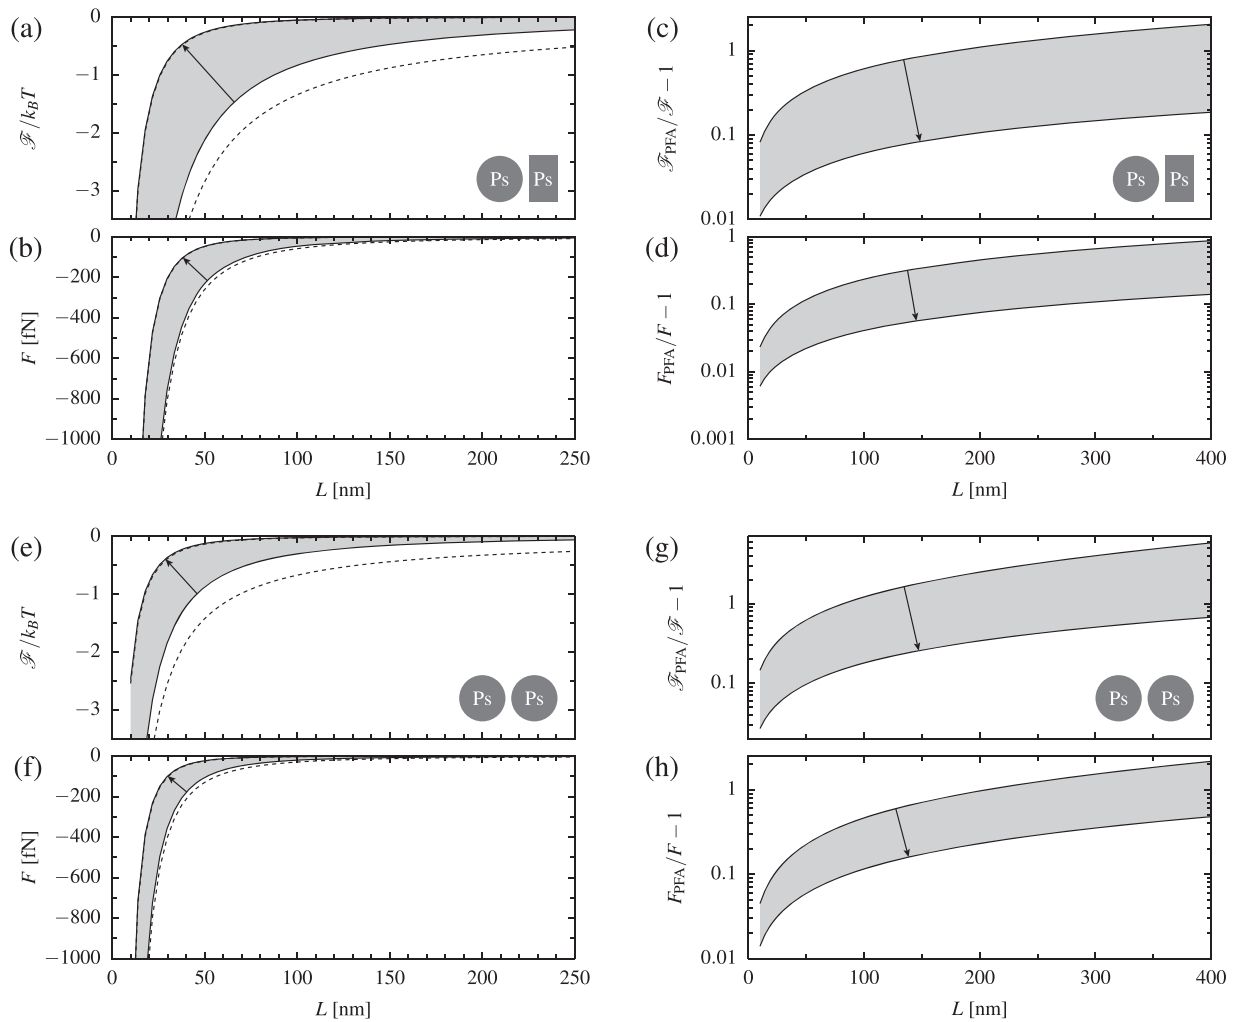 (a)
0
−1
−2
−3
ℱ/k_BT
Ps Ps
(b)
0
−200
−400
−600
−800
−1000
F [fN]
0 50 100 150 200 250
L [nm]
(c)
1
0.1
0.01
ℱ_PFA/ℱ − 1
Ps Ps
(d)
1
0.1
0.01
0.001
F_PFA/F − 1
0 100 200 300 400
L [nm]
(e)
0
−1
−2
−3
ℱ/k_BT
Ps Ps
(f)
0
−200
−400
−600
−800
−1000
F [fN]
0 50 100 150 200 250
L [nm]
(g)
1
0.1
ℱ_PFA/ℱ − 1
Ps Ps
(h)
1
0.1
0.01
F_PFA/F − 1
0 100 200 300 400
L [nm]